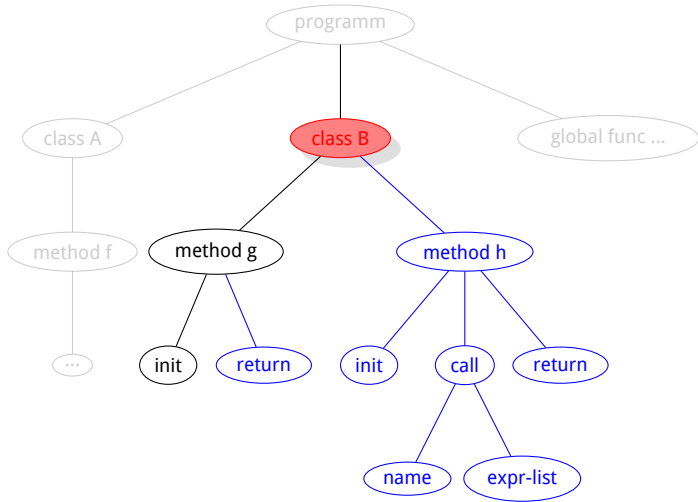 programm
class A
class B
global func ...
method f
method g
method h
...
init
return
init
call
return
name
expr-list